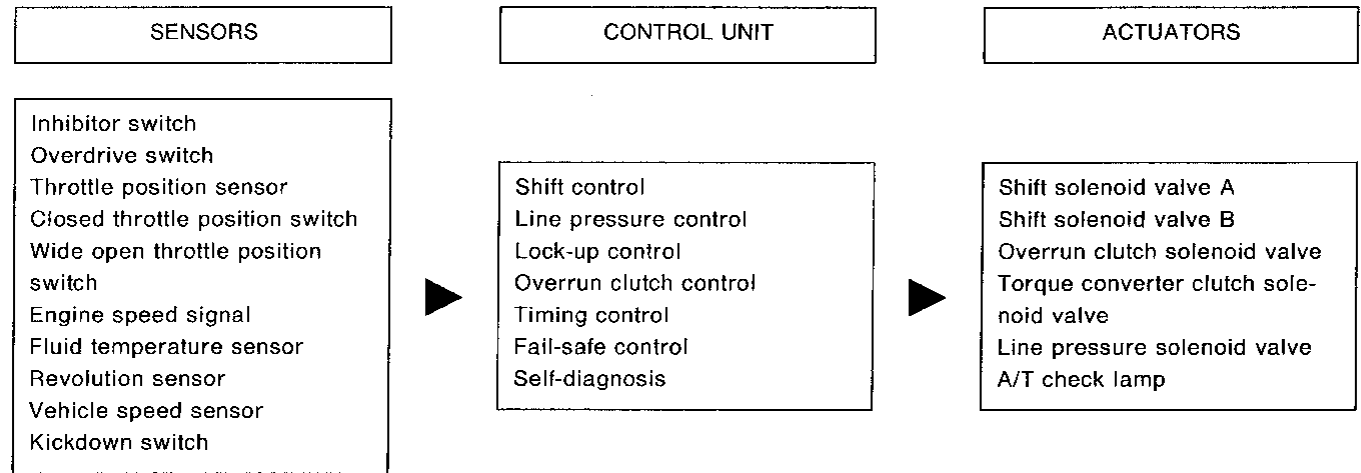 SENSORS
CONTROL UNIT
ACTUATORS
Inhibitor switch
Overdrive switch
Throttle position sensor
Closed throttle position switch
Wide open throttle position
switch
Engine speed signal
Fluid temperature sensor
Revolution sensor
Vehicle speed sensor
Kickdown switch
Shift control
Line pressure control
Lock-up control
Overrun clutch control
Timing control
Fail-safe control
Self-diagnosis
Shift solenoid valve A
Shift solenoid valve B
Overrun clutch solenoid valve
Torque converter clutch sole-
noid valve
Line pressure solenoid valve
A/T check lamp